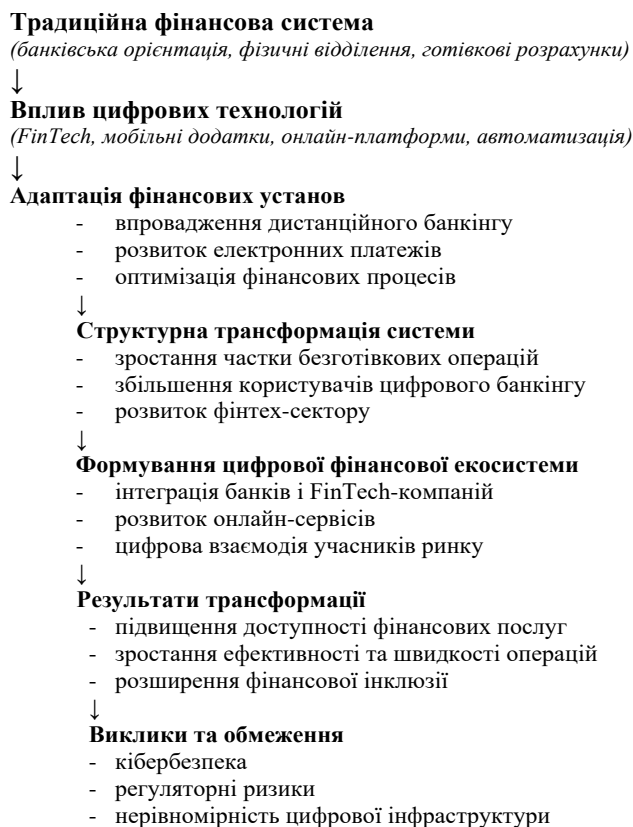 Традиційна фінансова система
(банківська орієнтація, фізичні відділення, готівкові розрахунки)
↓
Вплив цифрових технологій
(FinTech, мобільні додатки, онлайн-платформи, автоматизація)
↓
Адаптація фінансових установ
- впровадження дистанційного банкінгу
- розвиток електронних платежів
- оптимізація фінансових процесів
↓
Структурна трансформація системи
- зростання частки безготівкових операцій
- збільшення користувачів цифрового банкінгу
- розвиток фінтех-сектору
↓
Формування цифрової фінансової екосистеми
- інтеграція банків і FinTech-компаній
- розвиток онлайн-сервісів
- цифрова взаємодія учасників ринку
↓
Результати трансформації
- підвищення доступності фінансових послуг
- зростання ефективності та швидкості операцій
- розширення фінансової інклюзії
↓
Виклики та обмеження
- кібербезпека
- регуляторні ризики
- нерівномірність цифрової інфраструктури